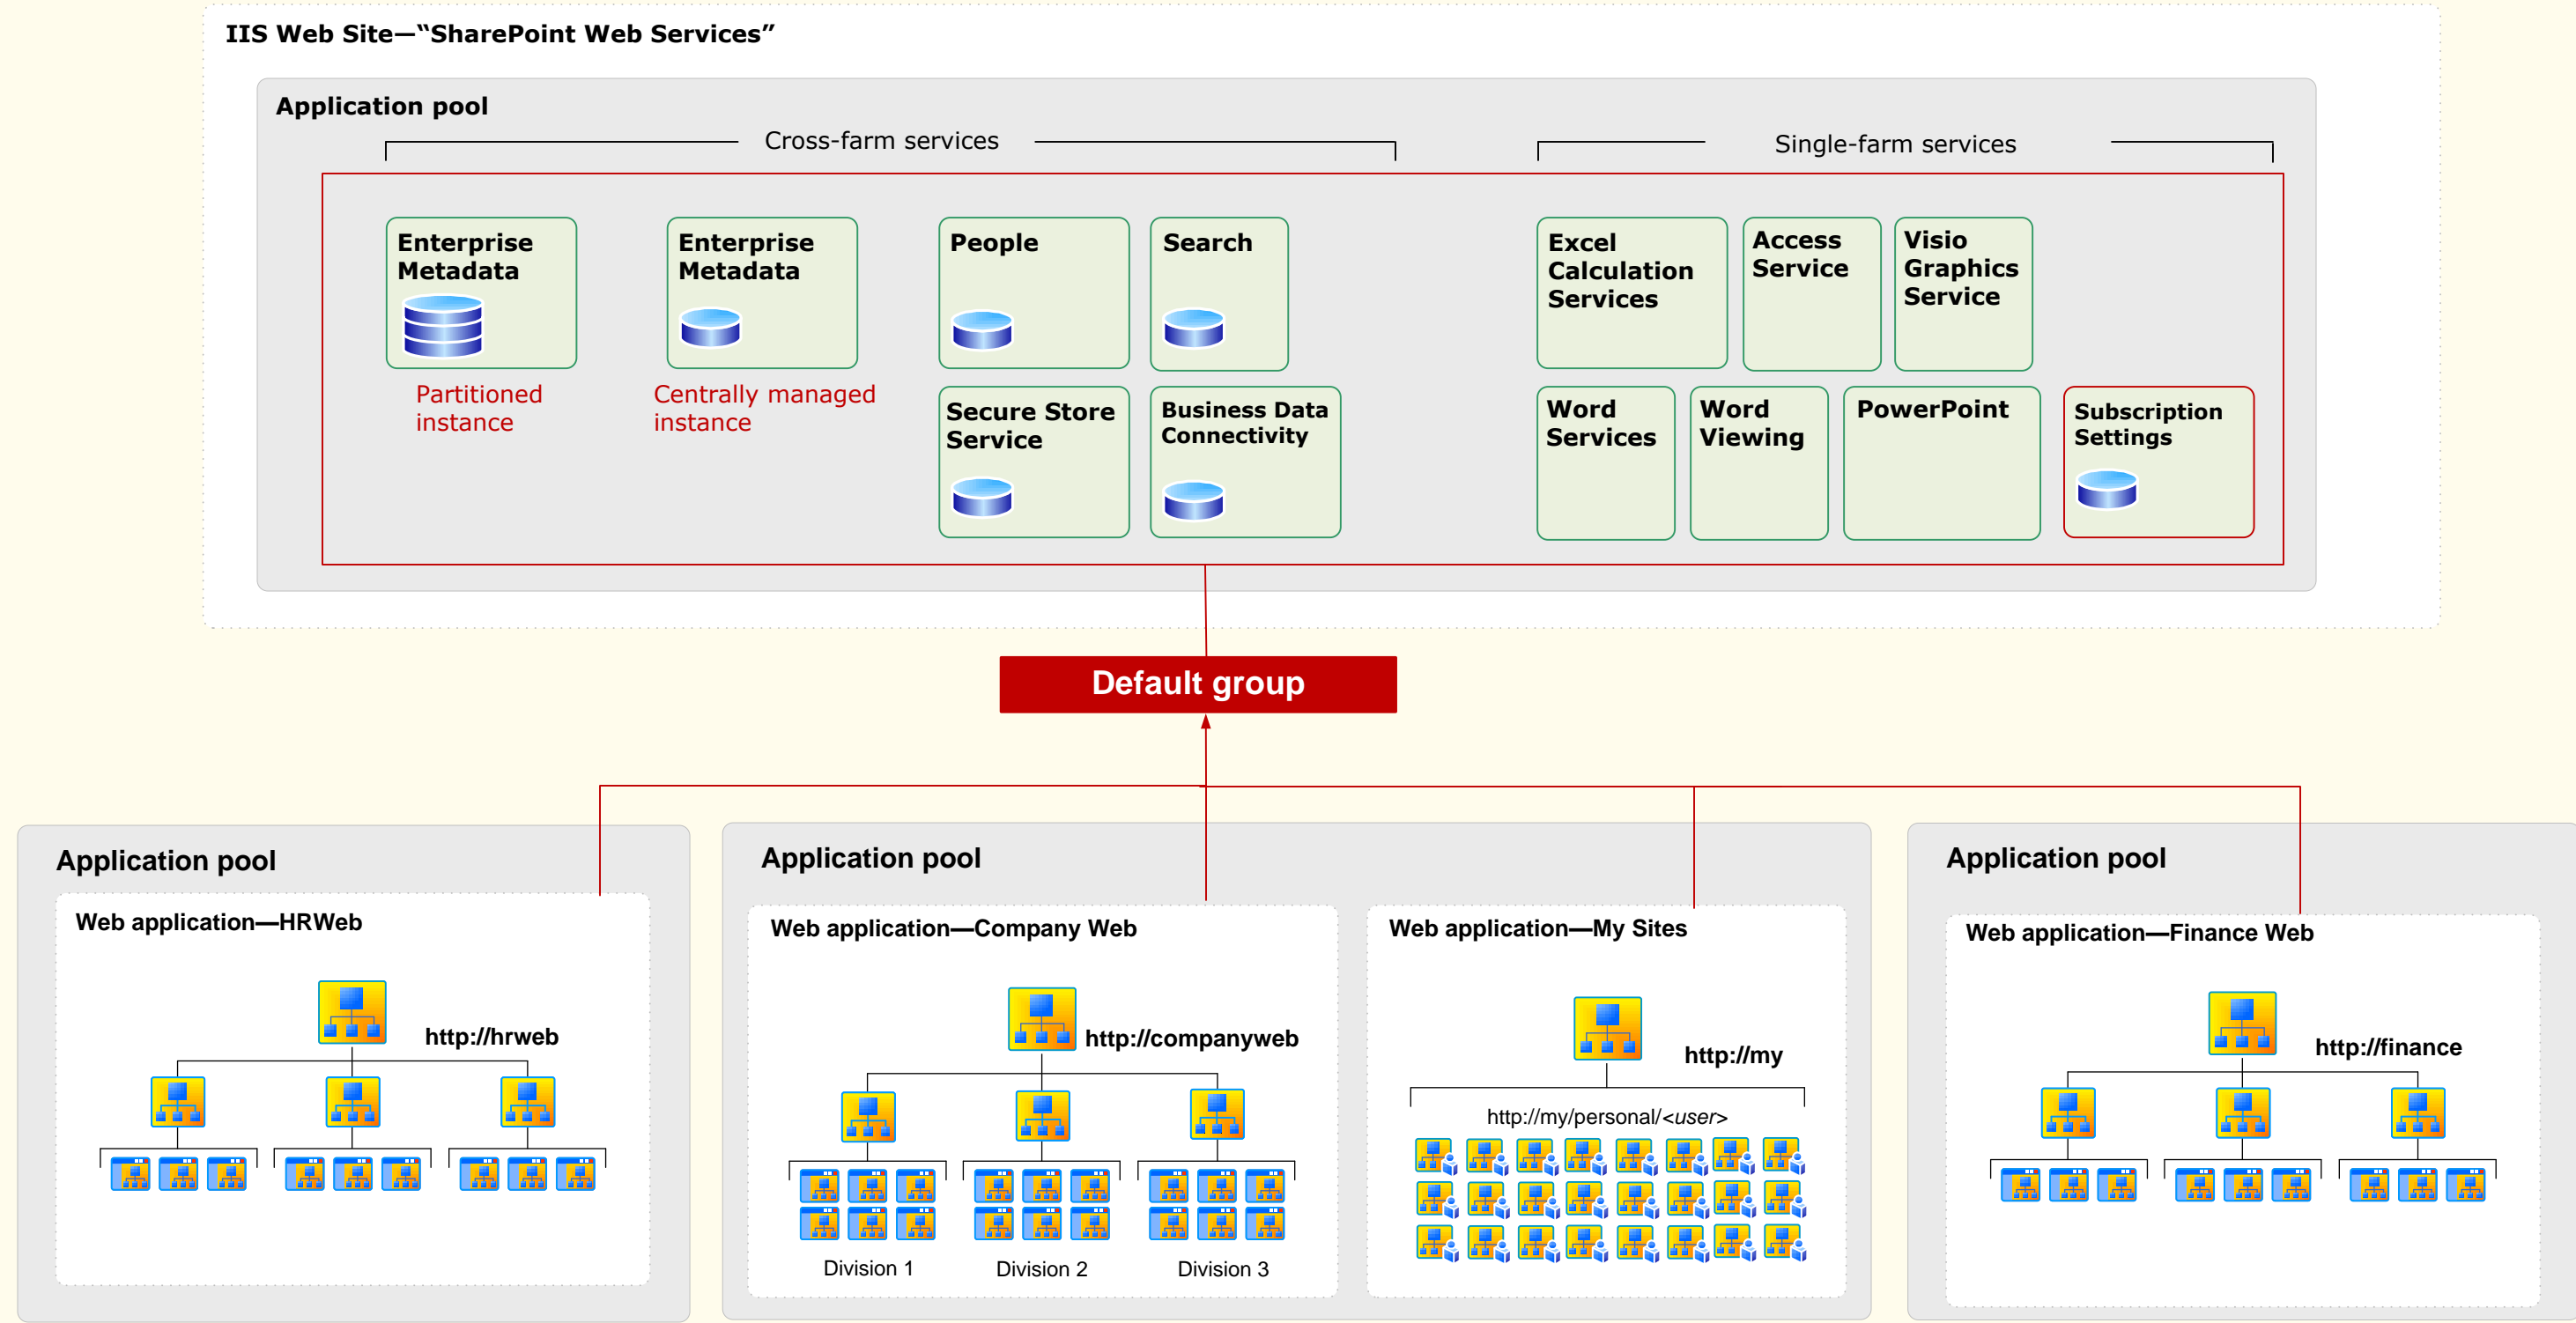 IIS Web Site—“SharePoint Web Services”
Application pool
Cross-farm services
Single-farm services
Enterprise
Metadata
Partitioned
instance
Enterprise
Metadata
Centrally managed
instance
People
Search
Secure Store
Service
Business Data
Connectivity
Excel
Calculation
Services
Access
Service
Visio
Graphics
Service
Word
Services
Word
Viewing
PowerPoint
Subscription
Settings
Default group
Application pool
Web application—HRWeb
http://hrweb
Application pool
Web application—Company Web
http://companyweb
Division 1
Division 2
Division 3
Web application—My Sites
http://my
http://my/personal/<user>
Application pool
Web application—Finance Web
http://finance